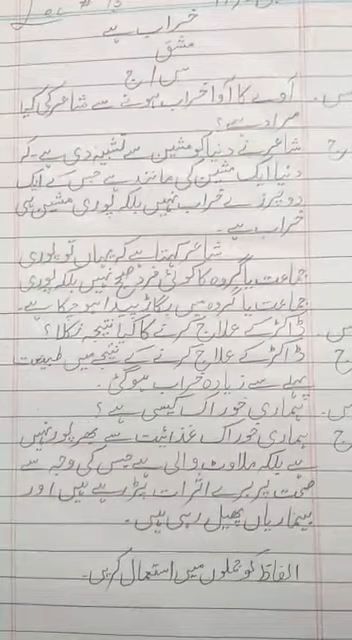 Lec # 13
خراب ہے
مشق
س / ج
س. آوے کا آوا خراب ہونے سے شاعر کی کیا
مراد ہے؟
ج شاعر نے دنیا کو مشین سے تشبیہ دی ہے کہ
دنیا ایک مشین کی مانند ہے جس کے ایک
دو پرزے خراب نہیں بلکہ پوری مشین ہی
خراب ہے۔
شاعر کہتا ہے کہ یہاں تو پوری
جماعت یا گروہ کا کوئی فرد صحیح نہیں بلکہ پوری
جماعت یا گروہ میں بگاڑ پیدا ہو چکا ہے۔
س. ڈاکٹر کے علاج کرنے کا کیا نتیجہ نکلا؟
ج ڈاکٹر کے علاج کرنے کے نتیجہ میں طبیعت
پہلے سے زیادہ خراب ہو گئی۔
س. ہماری خوراک کیسی ہے؟
ج ہماری خوراک غذائیت سے بھرپور نہیں
ہے بلکہ ملاوٹ والی ہے جس کی وجہ سے
صحت پر برے اثرات پڑ رہے ہیں اور
بیماریاں پھیل رہی ہیں۔
الفاظ کو جملوں میں استعمال کریں۔